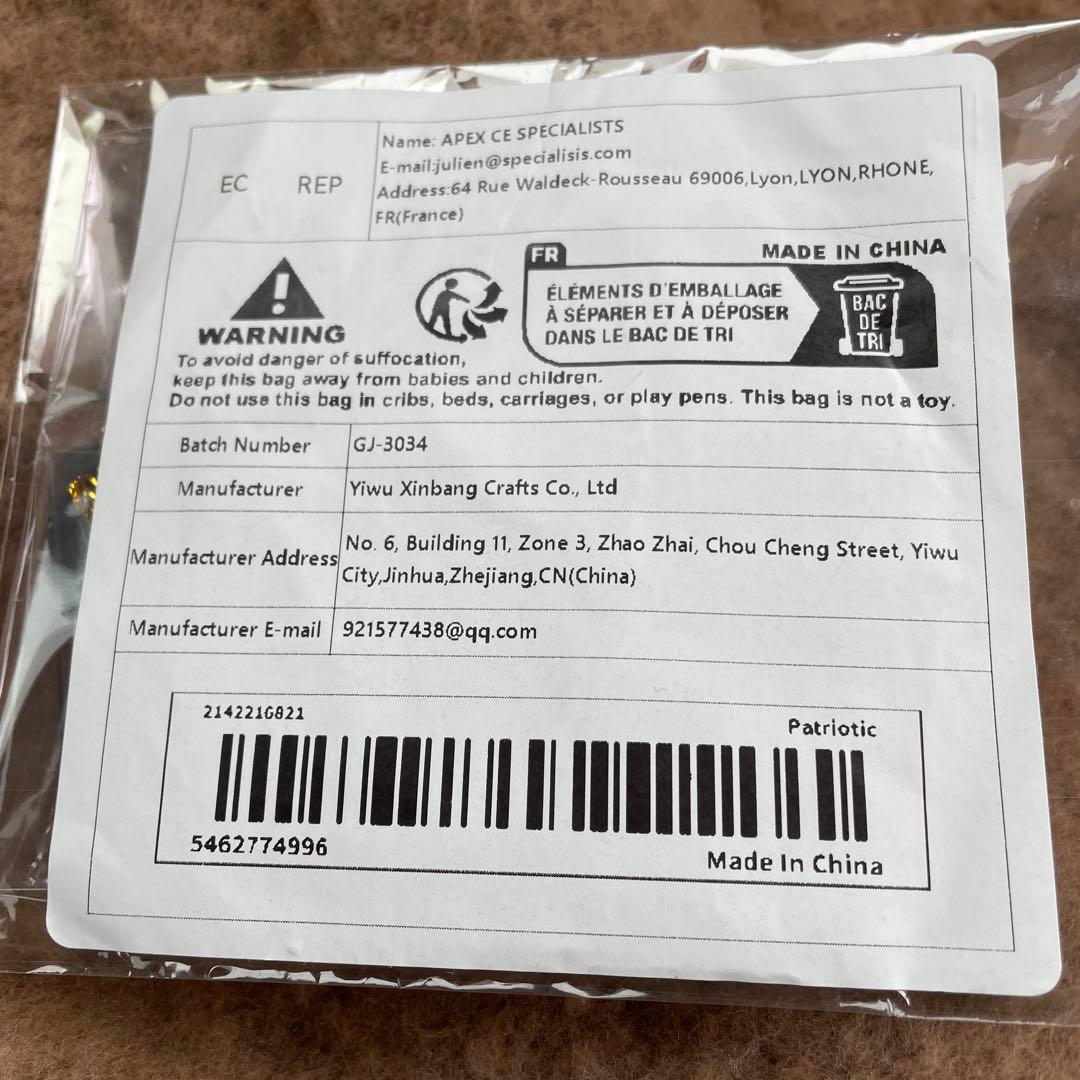 EC REP
Name: APEX CE SPECIALISTS
E-mail:julien@specialisis.com
Address:64 Rue Waldeck-Rousseau 69006,Lyon,LYON,RHONE,
FR(France)
WARNING
FR
MADE IN CHINA
ÉLÉMENTS D'EMBALLAGE
À SÉPARER ET À DÉPOSER
DANS LE BAC DE TRI
BAC
DE
TRI
To avoid danger of suffocation,
keep this bag away from babies and children.
Do not use this bag in cribs, beds, carriages, or play pens. This bag is not a toy.
Batch Number GJ-3034
Manufacturer Yiwu Xinbang Crafts Co., Ltd
Manufacturer Address No. 6, Building 11, Zone 3, Zhao Zhai, Chou Cheng Street, Yiwu
City,Jinhua,Zhejiang,CN(China)
Manufacturer E-mail 921577438@qq.com
2142216821
Patriotic
5462774996
Made In China